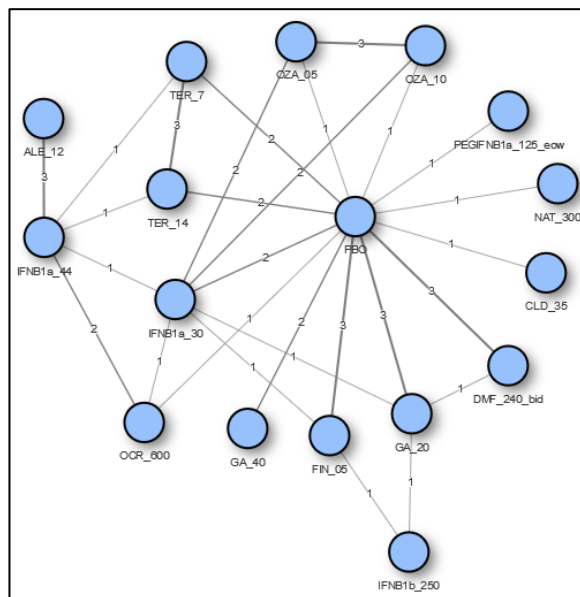 3
OZA_05
OZA_10
TER_7
3
1
1
2
PEGIFNB1a_125_eow
ALE_12
1
1
2
2
3
1
NAT_300
2
1
TER_14
PBO
1
2
1
IFNB1a_44
3
CLD_35
3
1
2
3
2
IFNB1a_30
1
1
1
1
DMF_240_bid
GA_20
OCR_600
GA_40
FIN_05
1
1
IFNB1b_250